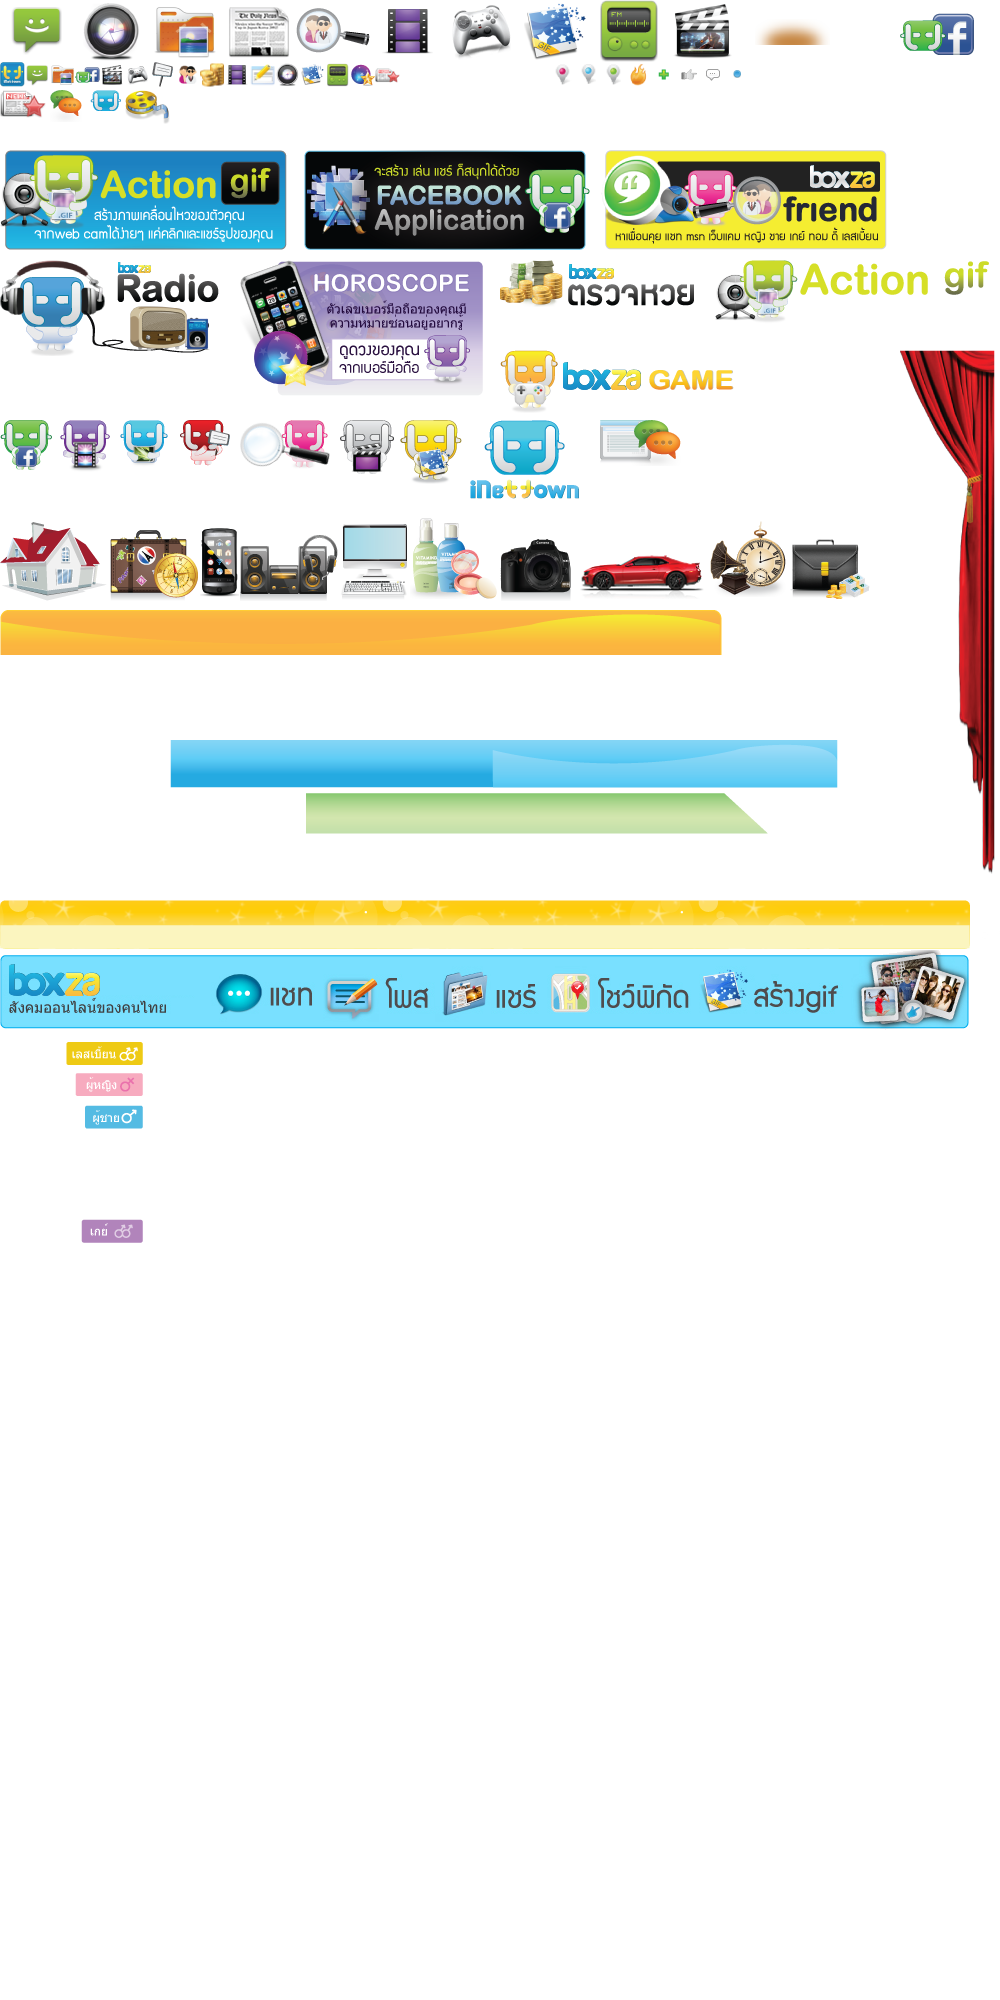 The Daily News
GIF
FM
NEWS
Action gif
.GIF
สร้างภาพเคลื่อนไหวของตัวคุณ
จากweb camได้ง่ายๆ แค่คลิกและแชร์รูปของคุณ
จะสร้าง เล่น แชร์ ก็สนุกได้ด้วย
FACEBOOK
Application
boxza
friend
หาเพื่อนคุย แชท msn เว็บแคม หญิง ชาย เกย์ ทอม ดี้ เลสเบี้ยน
boxza
Radio
HOROSCOPE
ตัวเลขเบอร์มือถือของคุณมี
ความหมายซ่อนอยู่อยากรู้
ดูดวงของคุณ
จากเบอร์มือถือ
boxza
ตรวจหวย
Action gif
.GIF
boxza GAME
iNettown
boxza
สังคมออนไลน์ของคนไทย
แชท
โพส
แชร์
โชว์พิกัด
สร้างgif
เลสเบี้ยน
ผู้หญิง
ผู้ชาย
เกย์